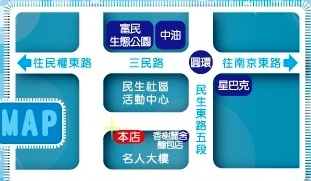 富民
生態公園
中油
往民權東路
三民路
圓環
往南京東路
民生社區
活動中心
星巴克
民生東路五段
MAP
本店
香榭麗舍
麵包店
名人大樓